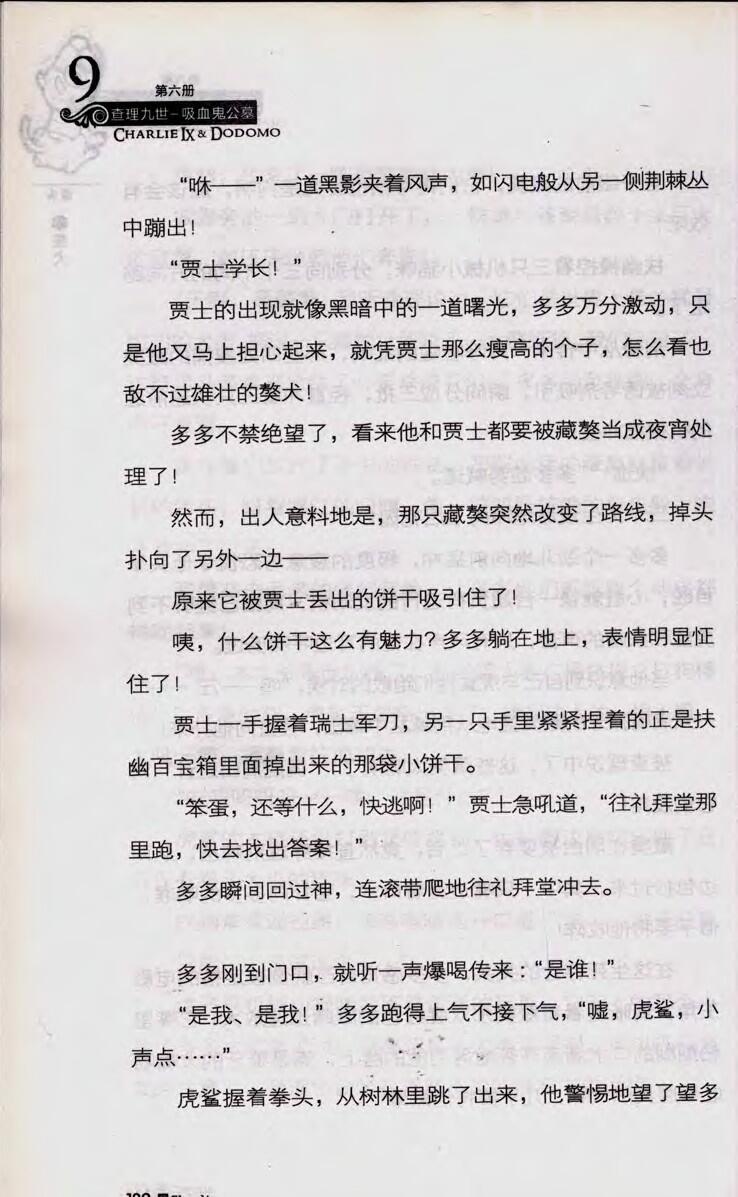 9
第六册
查理九世-吸血鬼公墓
CHARLIE IX & DODOMO
“咻——”一道黑影夹着风声，如闪电般从另一侧荆棘丛
中蹦出！
“贾士学长！”
贾士的出现就像黑暗中的一道曙光，多多万分激动，只
是他又马上担心起来，就凭贾士那么瘦高的个子，怎么看也
敌不过雄壮的獒犬！
多多不禁绝望了，看来他和贾士都要被藏獒当成夜宵处
理了！
然而，出人意料地是，那只藏獒突然改变了路线，掉头
扑向了另外一边——
原来它被贾士丢出的饼干吸引住了！
咦，什么饼干这么有魅力？多多躺在地上，表情明显怔
住了！
贾士一手握着瑞士军刀，另一只手里紧紧捏着的正是扶
幽百宝箱里面掉出来的那袋小饼干。
“笨蛋，还等什么，快逃啊！”贾士急吼道，“往礼拜堂那
里跑，快去找出答案！”
多多瞬间回过神，连滚带爬地往礼拜堂冲去。
多多刚到门口，就听一声爆喝传来：“是谁！”
“是我、是我！”多多跑得上气不接下气，“嘘，虎鲨，小
声点……”
虎鲨握着拳头，从树林里跳了出来，他警惕地望了望多